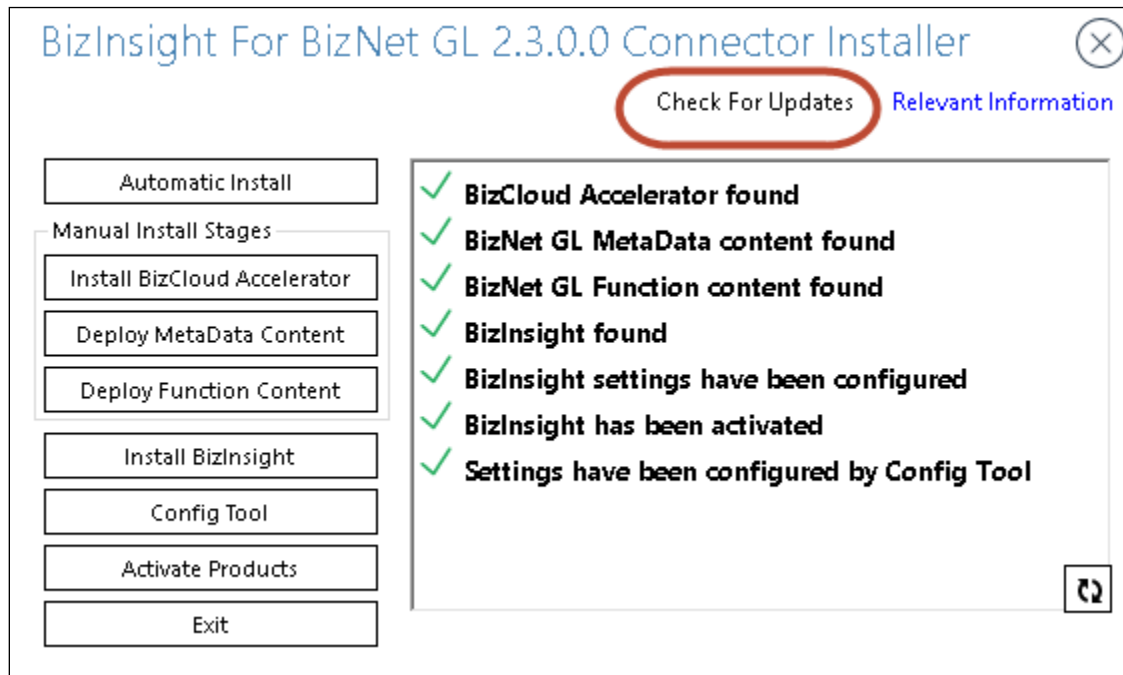 BizInsight For BizNet GL 2.3.0.0 Connector Installer
Check For Updates
Relevant Information
Automatic Install
Manual Install Stages
Install BizCloud Accelerator
Deploy MetaData Content
Deploy Function Content
Install BizInsight
Config Tool
Activate Products
Exit
BizCloud Accelerator found
BizNet GL MetaData content found
BizNet GL Function content found
BizInsight found
BizInsight settings have been configured
BizInsight has been activated
Settings have been configured by Config Tool